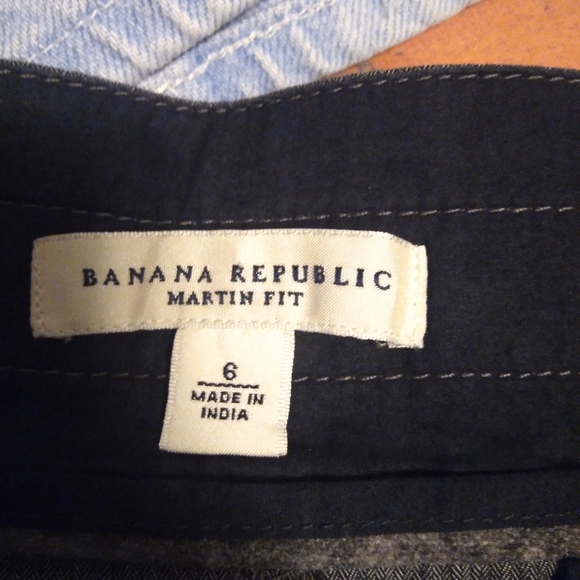 BANANA REPUBLIC
MARTIN FIT
6
MADE IN
INDIA